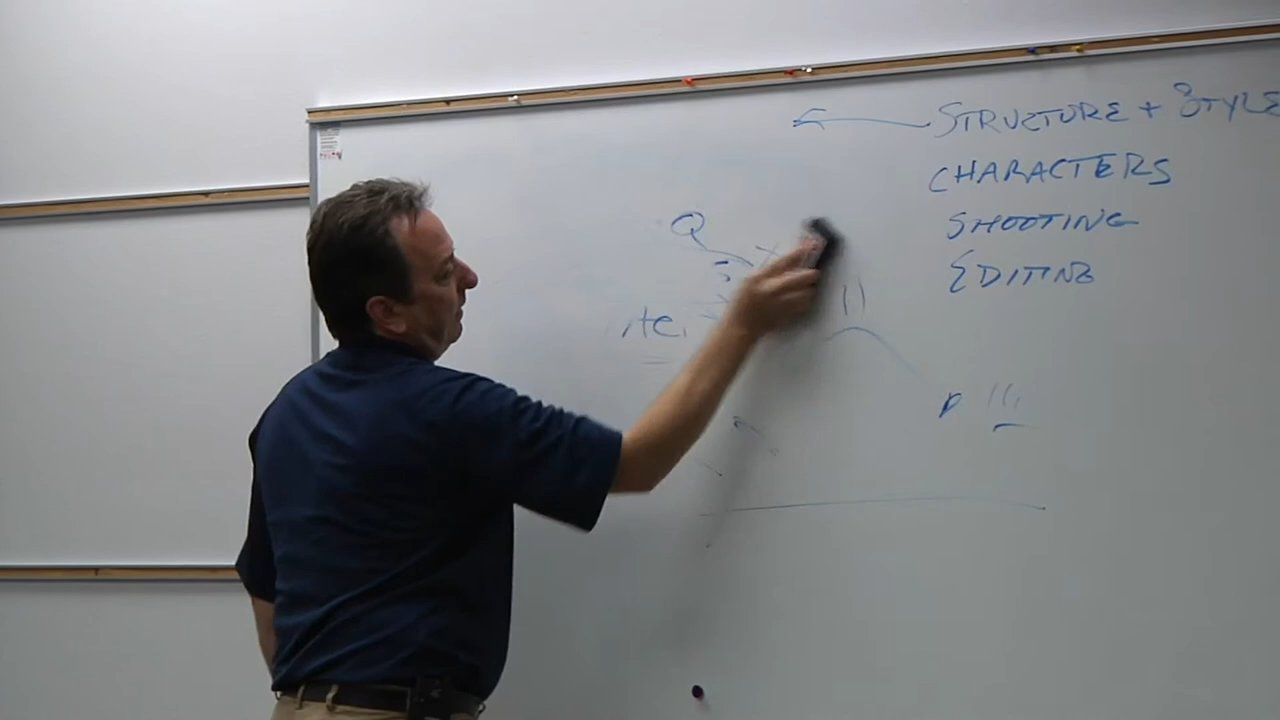 STRUCTURE + STYLE
CHARACTERS
SHOOTING
EDITING
Q